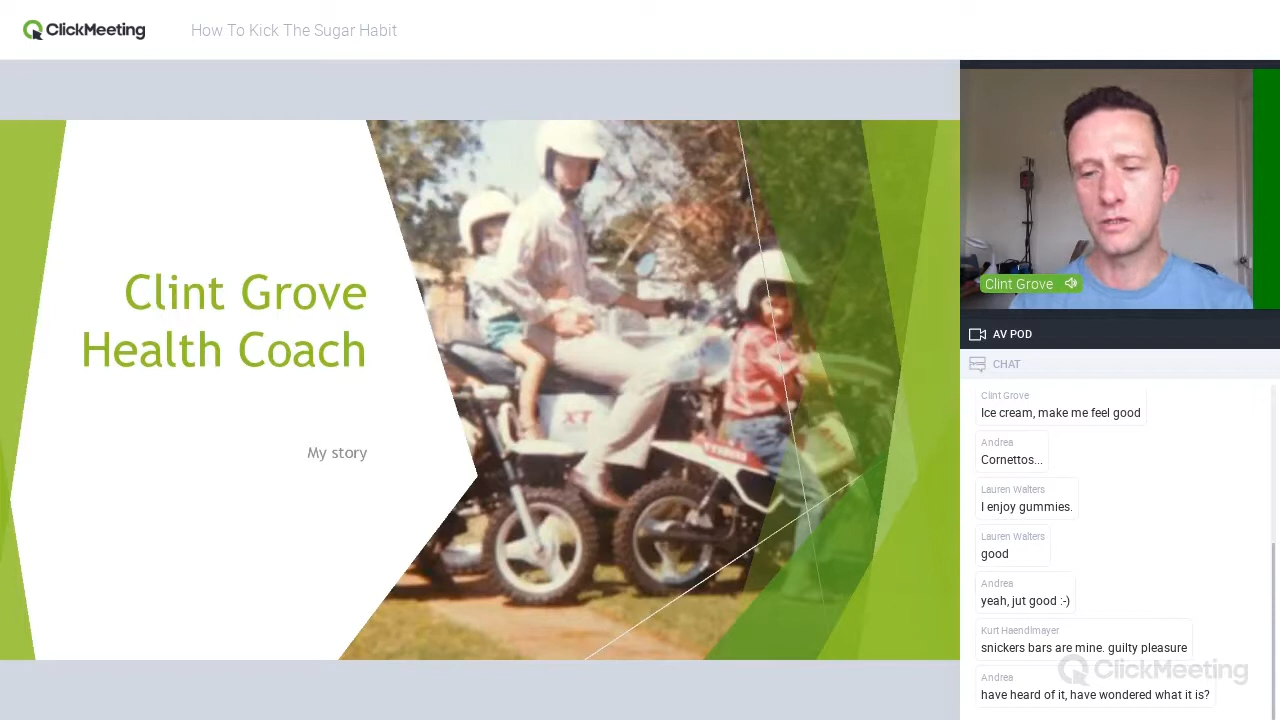 ClickMeeting
How To Kick The Sugar Habit
Clint Grove
Health Coach
My story
XT
Clint Grove
AV POD
CHAT
Clint Grove
Ice cream, make me feel good
Andrea
Cornettos...
Lauren Walters
I enjoy gummies.
Lauren Walters
good
Andrea
yeah, jut good :-)
Kurt Haendlmayer
snickers bars are mine. guilty pleasure
Andrea
have heard of it, have wondered what it is?
ClickMeeting